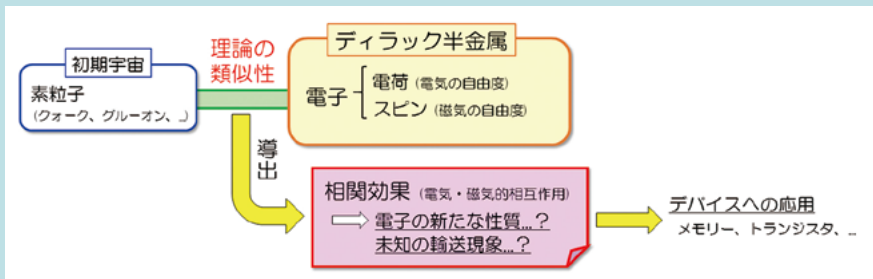 初期宇宙
素粒子
(クォーク、グルーオン、…)
理論の
類似性
ディラック半金属
電子
電荷 (電気の自由度)
スピン (磁気の自由度)
導出
相関効果 (電気・磁気的相互作用)
⇒ 電子の新たな性質…?
未知の輸送現象…?
デバイスへの応用
メモリー、トランジスタ、…